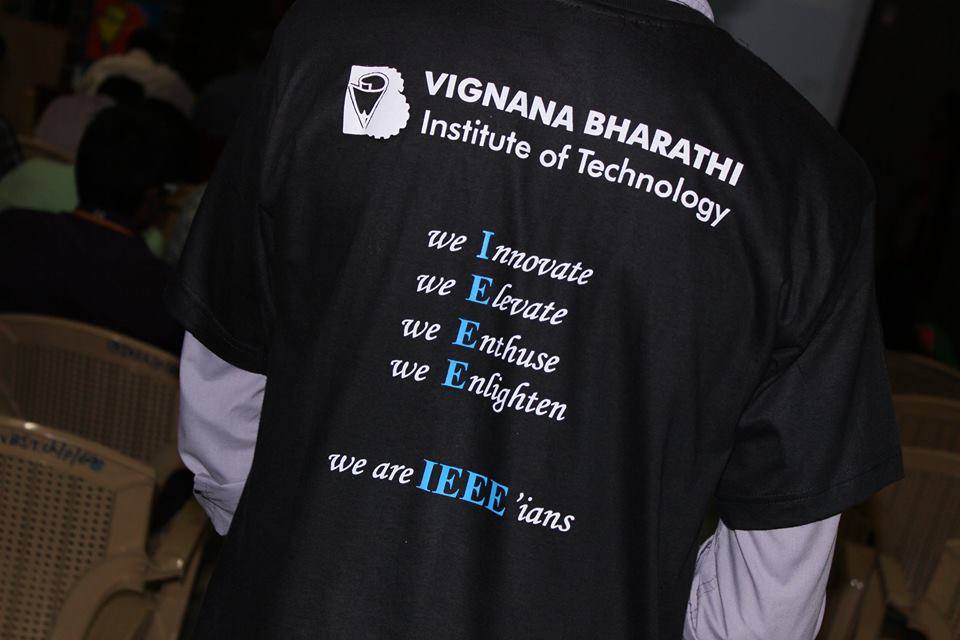 VIGNANA BHARATHI
Institute of Technology
we Innovate
we Elevate
we Enthuse
we Enlighten
we are IEEE'ians